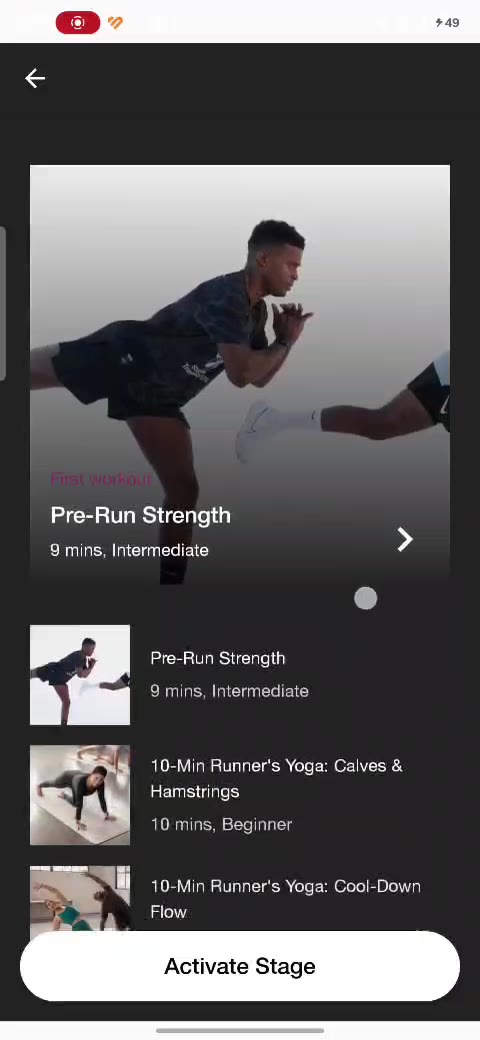 49
First workout
Pre-Run Strength
9 mins, Intermediate
Pre-Run Strength
9 mins, Intermediate
10-Min Runner's Yoga: Calves &
Hamstrings
10 mins, Beginner
10-Min Runner's Yoga: Cool-Down
Flow
Activate Stage